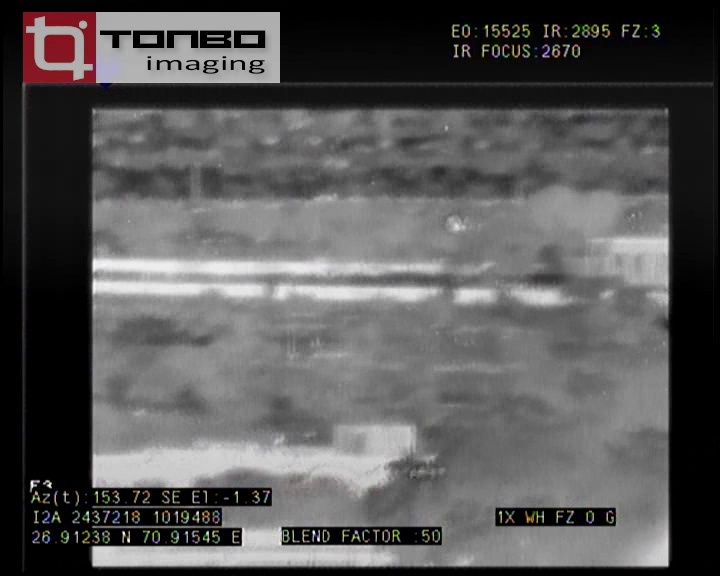 TONBO
imaging
EO:15525 IR:2895 FZ:3
IR FOCUS:2670
F3
Az(t):153.72 SE El:-1.37
I2A 2437218 1019488
26.91238 N 70.91545 E
BLEND FACTOR :50
1X WH FZ O G